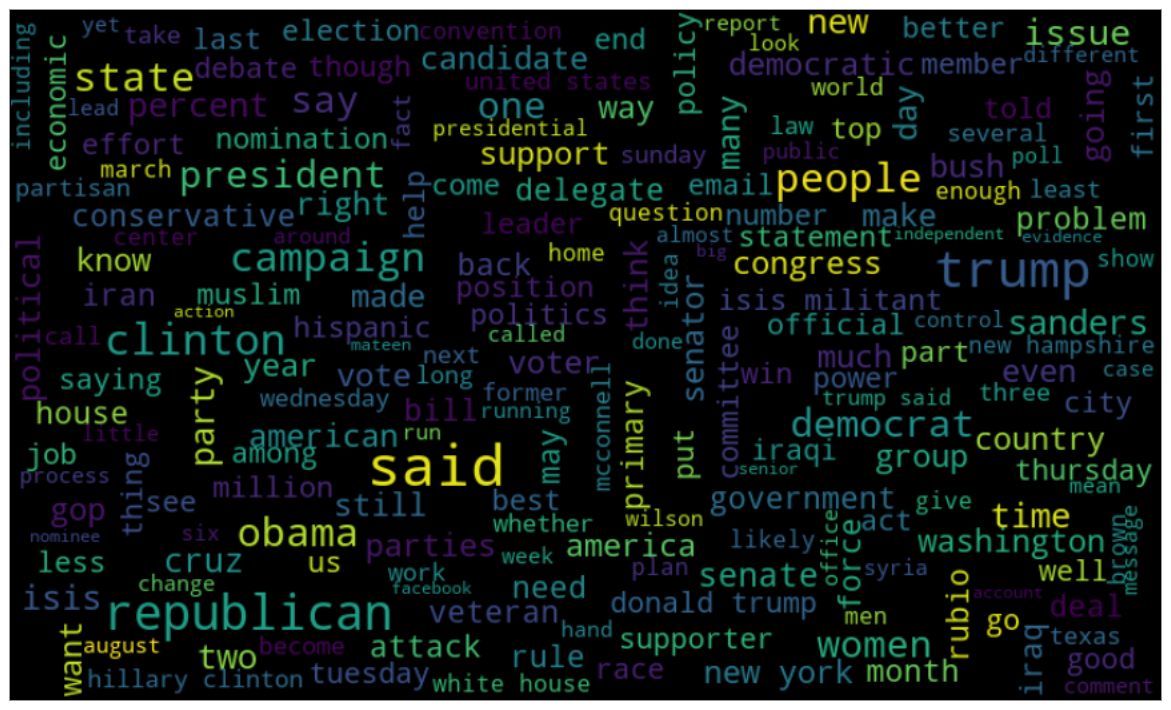 yet take last election convention end policy report new better issue
including economic look different
state debate though candidate united states democratic member
lead percent say fact one way world day told going first
effort nomination presidential support sunday many law top several
march president public bush poll
partisan come delegate email people enough least
conservative right help leader question number make problem
center around home almost statement independent evidence
political know campaign back think idea big congress trump show
iran muslim made position senator isis militant
action hispanic politics called official control sanders
call clinton mateen next voter done committee much part new hampshire
saying year vote long former mcconnell win power even case
party wednesday trump said three city
house bill running primary democrat
little american run may put country
job among said iraqi group thursday
process thing senior mean
see million still best government give
gop whether wilson act time
nominee six obama parties america likely office force washington brown message
less cruz us week
change work need plan senate syria well
isis facebook account
republican veteran donald trump men rubio go deal
want hand supporter women iraq texas
august become attack
two rule race new york month good
hillary clinton tuesday white house comment